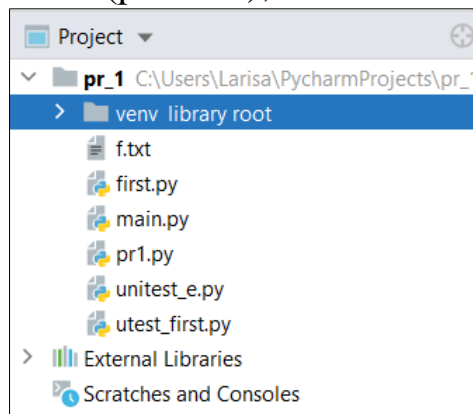 Project
pr_1 C:\Users\Larisa\PycharmProjects\pr_1
venv library root
f.txt
first.py
main.py
pr1.py
unitest_e.py
utest_first.py
External Libraries
Scratches and Consoles